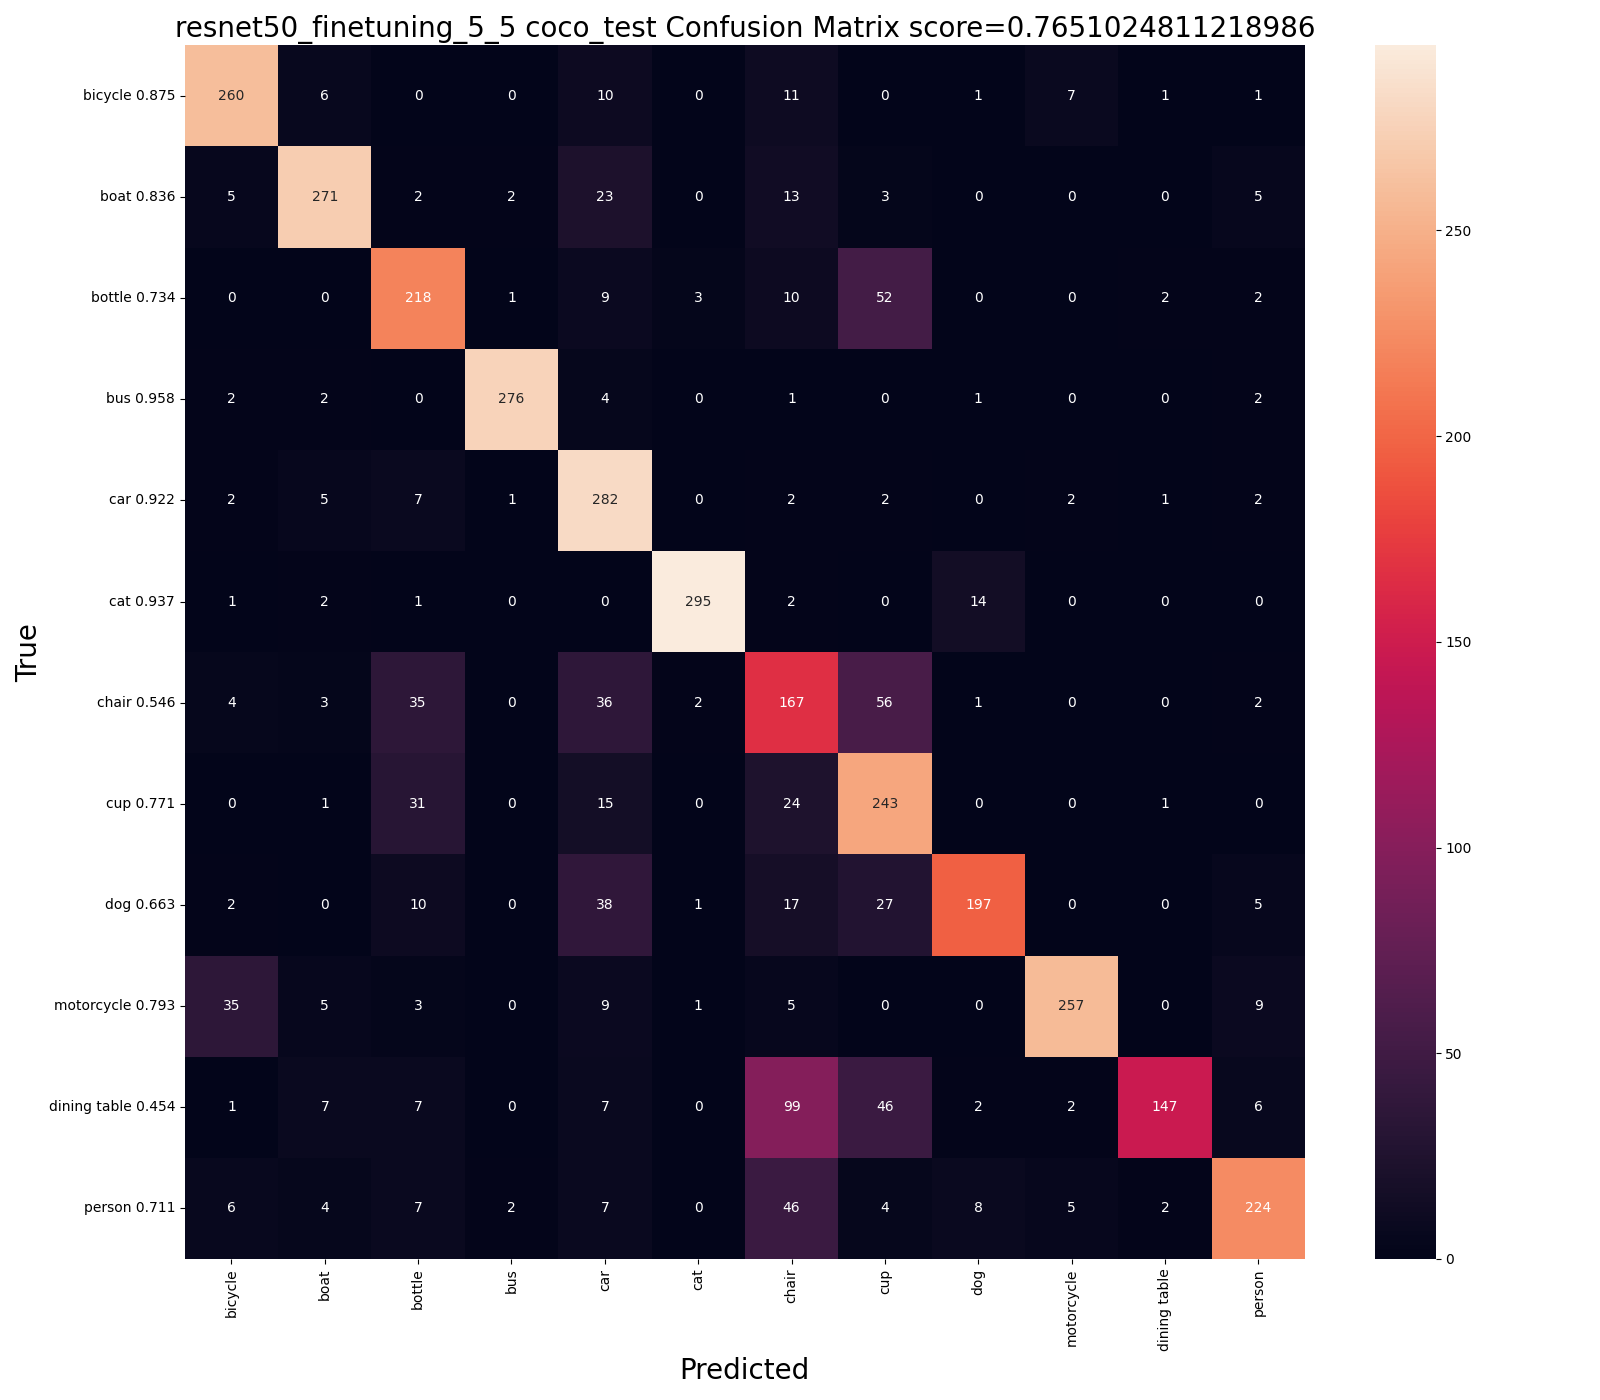 resnet50_finetuning_5_5 coco_test Confusion Matrix score=0.7651024811218986
bicycle 0.875 260 6 0 0 10 0 11 0 1 7 1 1
boat 0.836 5 271 2 2 23 0 13 3 0 0 0 5
250
bottle 0.734 0 0 218 1 9 3 10 52 0 0 2 2
bus 0.958 2 2 0 276 4 0 1 0 1 0 0 2
200
car 0.922 2 5 7 1 282 0 2 2 0 2 1 2
cat 0.937 1 2 1 0 0 295 2 0 14 0 0 0
150
True
chair 0.546 4 3 35 0 36 2 167 56 1 0 0 2
cup 0.771 0 1 31 0 15 0 24 243 0 0 1 0
100
dog 0.663 2 0 10 0 38 1 17 27 197 0 0 5
motorcycle 0.793 35 5 3 0 9 1 5 0 0 257 0 9
50
dining table 0.454 1 7 7 0 7 0 99 46 2 2 147 6
person 0.711 6 4 7 2 7 0 46 4 8 5 2 224
0
bicycle boat bottle bus car cat chair cup dog motorcycle dining table person
Predicted